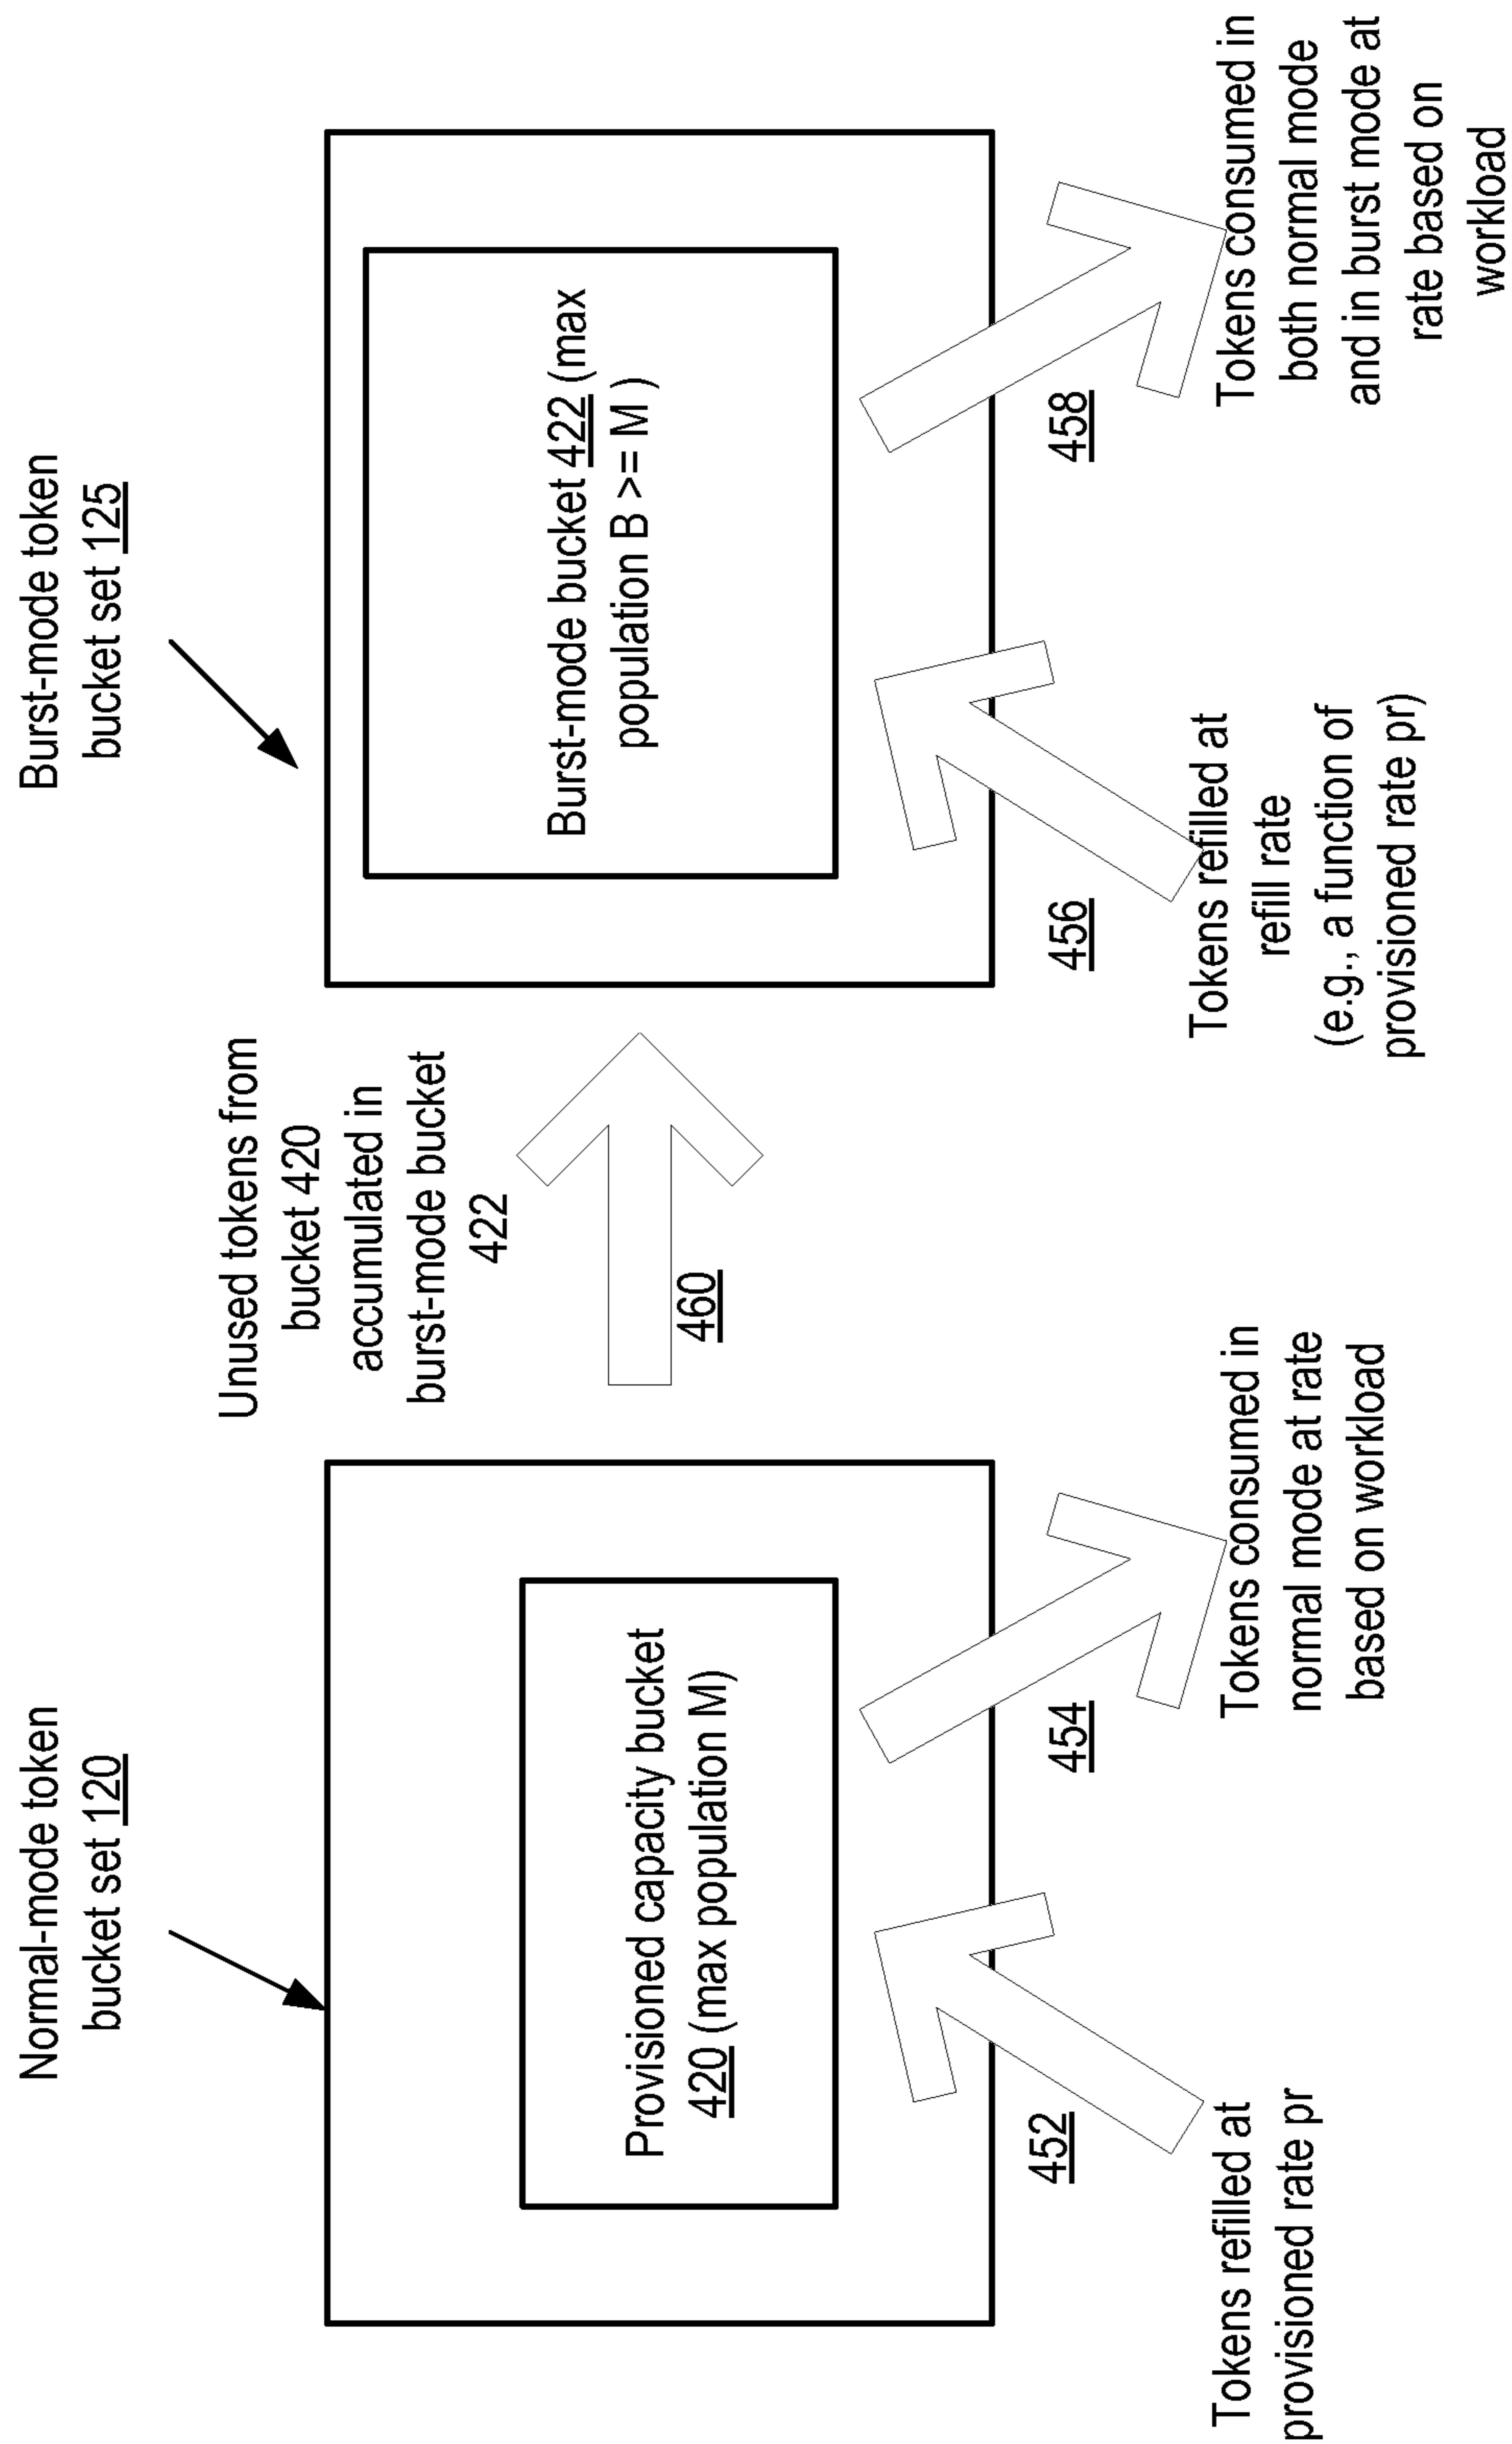 Normal-mode token
bucket set 120
Burst-mode token
bucket set 125
Unused tokens from
bucket 420
accumulated in
burst-mode bucket
422
Provisioned capacity bucket
420 (max population M)
Burst-mode bucket 422 (max
population B >= M )
460
452
454
456
458
Tokens refilled at
provisioned rate pr
Tokens consumed in
normal mode at rate
based on workload
Tokens refilled at
refill rate
(e.g., a function of
provisioned rate pr)
Tokens consumed in
both normal mode
and in burst mode at
rate based on
workload